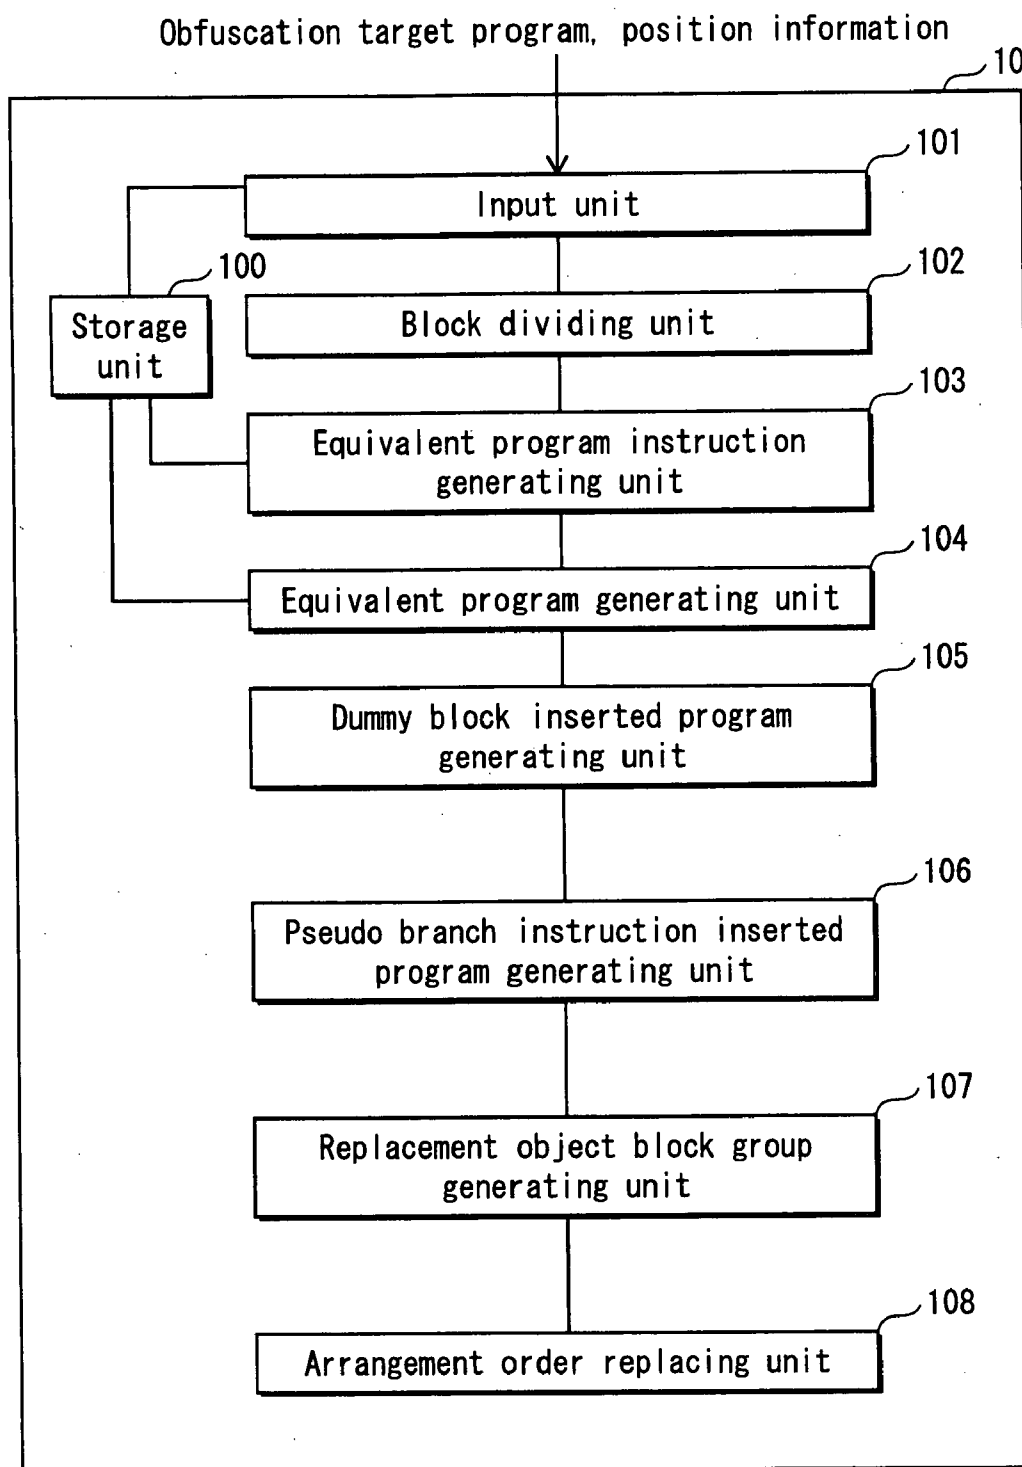 Obfuscation target program, position information
10
101
Input unit
100
Storage
unit
102
Block dividing unit
103
Equivalent program instruction
generating unit
104
Equivalent program generating unit
105
Dummy block inserted program
generating unit
106
Pseudo branch instruction inserted
program generating unit
107
Replacement object block group
generating unit
108
Arrangement order replacing unit